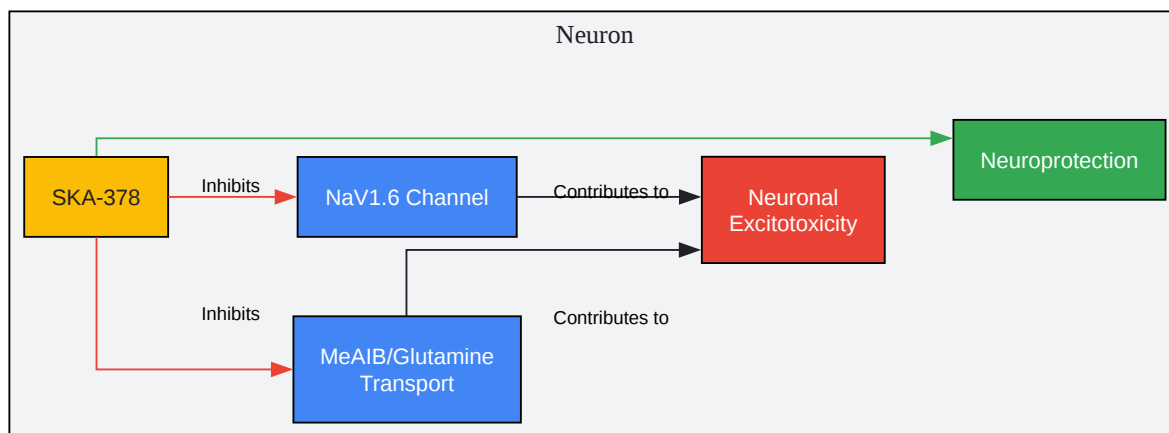 Neuron
Neuroprotection
SKA-378
Inhibits
NaV1.6 Channel
Contributes to
Neuronal
Excitotoxicity
Inhibits
Contributes to
MeAIB/Glutamine
Transport